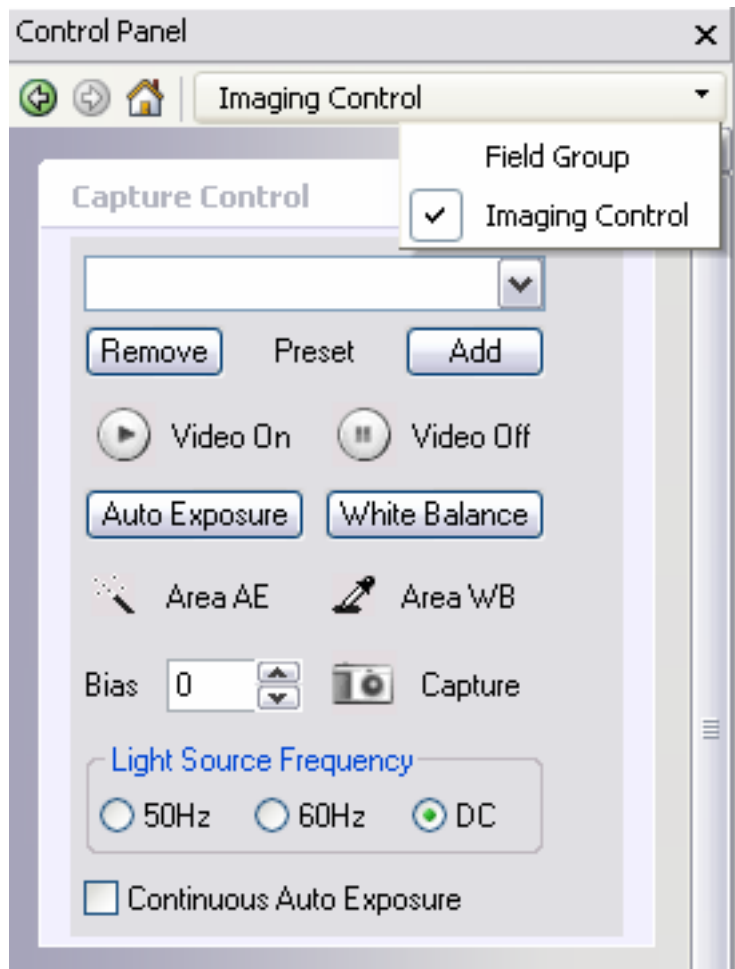 Control Panel
Imaging Control
Field Group
Capture Control
Imaging Control
Remove Preset Add
Video On Video Off
Auto Exposure White Balance
Area AE Area WB
Bias 0 Capture
Light Source Frequency
50Hz 60Hz DC
Continuous Auto Exposure